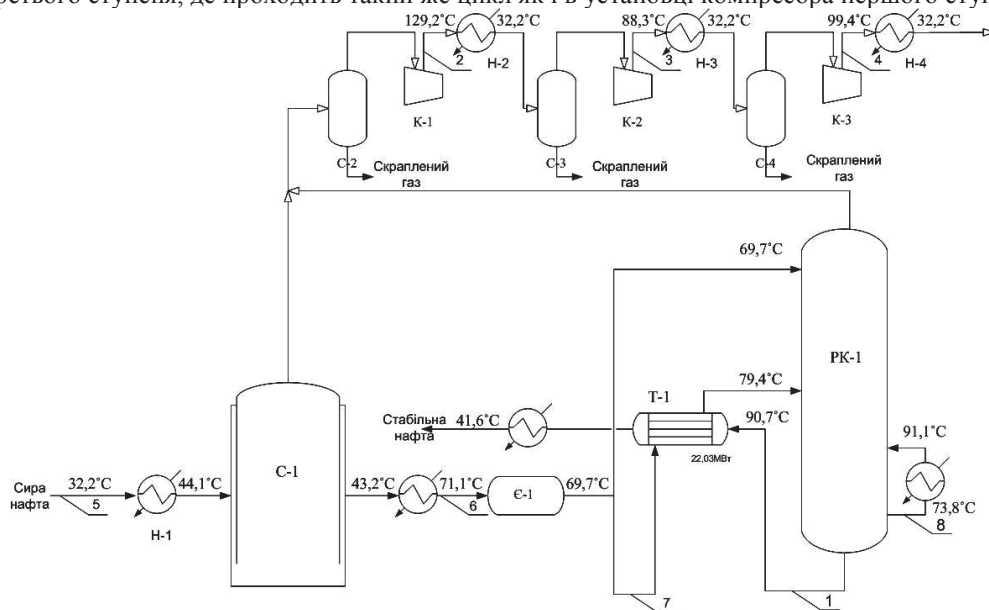 третього ступеня, де проходить такий же цикл як і в установці компресора першого ступ
129,2˚C 32,2˚C 88,3˚C 32,2˚C 99,4˚C 32,2˚C
2 Н-2 3 Н-3 4 Н-4
К-1 К-2 К-3
С-2 С-3 С-4
Скраплений газ
Скраплений газ
Скраплений газ
69,7˚C
РК-1
79,4˚C
Т-1
90,7˚C
Стабільна нафта
41,6˚C
22,03МВт
91,1˚C
С-1
Сира нафта
32,2˚C 44,1˚C 43,2˚C 71,1˚C 69,7˚C
Є-1
73,8˚C
5 6 8
Н-1
7 1